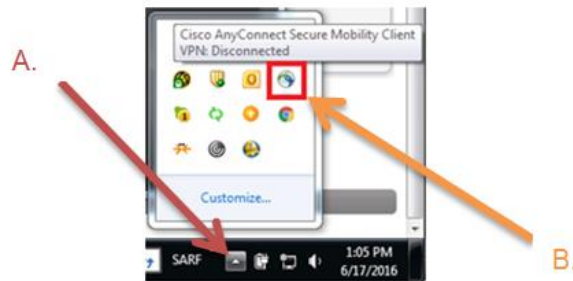 Cisco AnyConnect Secure Mobility Client
VPN: Disconnected
A.
Customize...
B.
SARF
1:05 PM
6/17/2016